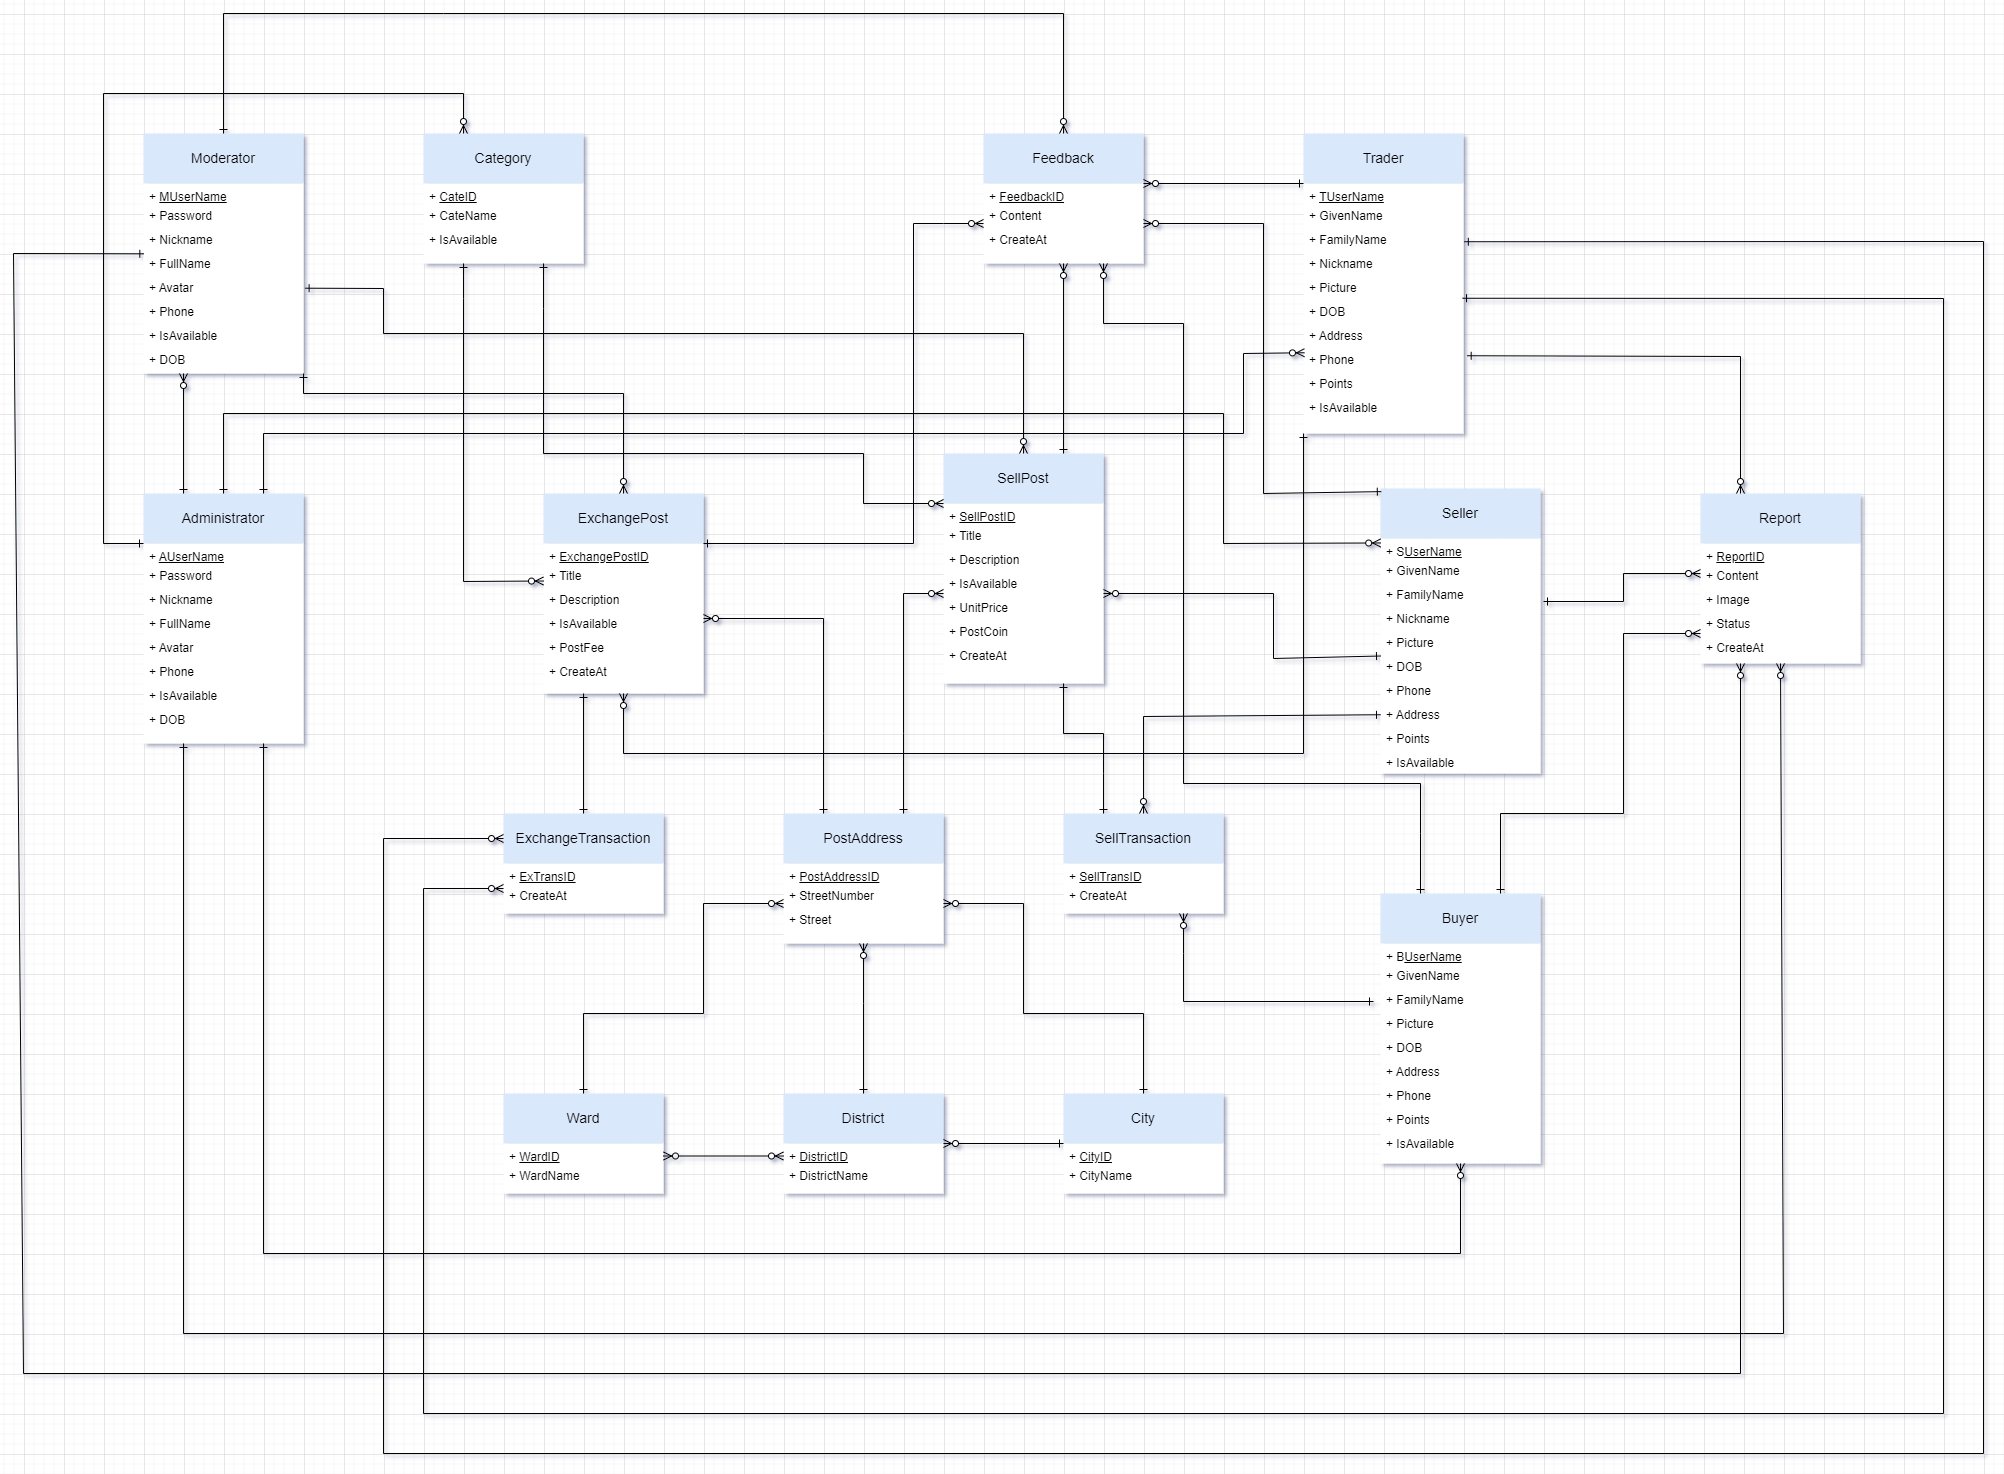 Moderator
+ MUserName
+ Password
+ Nickname
+ FullName
+ Avatar
+ Phone
+ IsAvailable
+ DOB
Category
+ CateID
+ CateName
+ IsAvailable
Feedback
+ FeedbackID
+ Content
+ CreateAt
Trader
+ TUserName
+ GivenName
+ FamilyName
+ Nickname
+ Picture
+ DOB
+ Address
+ Phone
+ Points
+ IsAvailable
Administrator
+ AUserName
+ Password
+ Nickname
+ FullName
+ Avatar
+ Phone
+ IsAvailable
+ DOB
ExchangePost
+ ExchangePostID
+ Title
+ Description
+ IsAvailable
+ PostFee
+ CreateAt
SellPost
+ SellPostID
+ Title
+ Description
+ IsAvailable
+ UnitPrice
+ PostCoin
+ CreateAt
Seller
+ SUserName
+ GivenName
+ FamilyName
+ Nickname
+ Picture
+ DOB
+ Phone
+ Address
+ Points
+ IsAvailable
Report
+ ReportID
+ Content
+ Image
+ Status
+ CreateAt
ExchangeTransaction
+ ExTransID
+ CreateAt
PostAddress
+ PostAddressID
+ StreetNumber
+ Street
SellTransaction
+ SellTransID
+ CreateAt
Buyer
+ BUserName
+ GivenName
+ FamilyName
+ Picture
+ DOB
+ Address
+ Phone
+ Points
+ IsAvailable
Ward
+ WardID
+ WardName
District
+ DistrictID
+ DistrictName
City
+ CityID
+ CityName